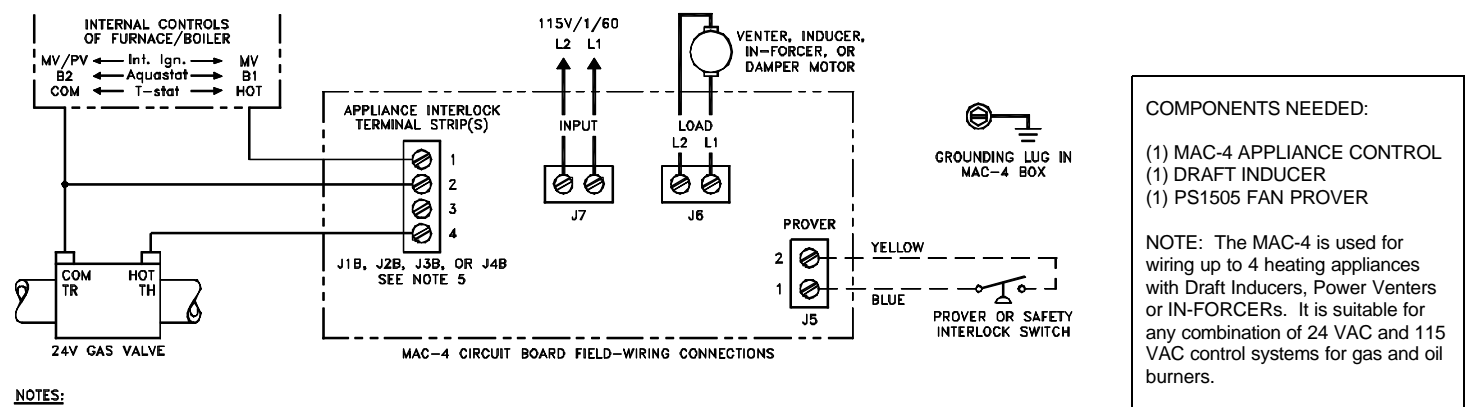 INTERNAL CONTROLS
OF FURNACE/BOILER
MV/PV Int. Ign. MV
B2 Aquastat B1
COM T-stat HOT
115V/1/60
L2 L1
VENTER, INDUCER,
IN-FORCER, OR
DAMPER MOTOR
APPLIANCE INTERLOCK
TERMINAL STRIP(S)
1
2
3
4
J1B, J2B, J3B, OR J4B
SEE NOTE 5
INPUT
J7
LOAD
L2 L1
J6
GROUNDING LUG IN
MAC-4 BOX
PROVER
2
1
J5
YELLOW
BLUE
PROVER OR SAFETY
INTERLOCK SWITCH
COM HOT
TR TH
24V GAS VALVE
MAC-4 CIRCUIT BOARD FIELD-WIRING CONNECTIONS
NOTES:
COMPONENTS NEEDED:
(1) MAC-4 APPLIANCE CONTROL
(1) DRAFT INDUCER
(1) PS1505 FAN PROVER
NOTE: The MAC-4 is used for
wiring up to 4 heating appliances
with Draft Inducers, Power Venters
or IN-FORCERs. It is suitable for
any combination of 24 VAC and 115
VAC control systems for gas and oil
burners.